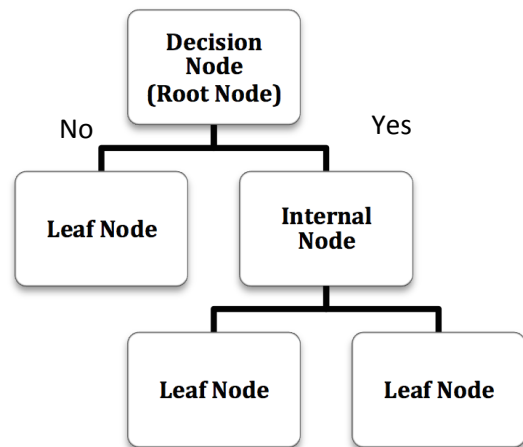 Decision
Node
(Root Node)
No
Yes
Leaf Node
Internal
Node
Leaf Node
Leaf Node